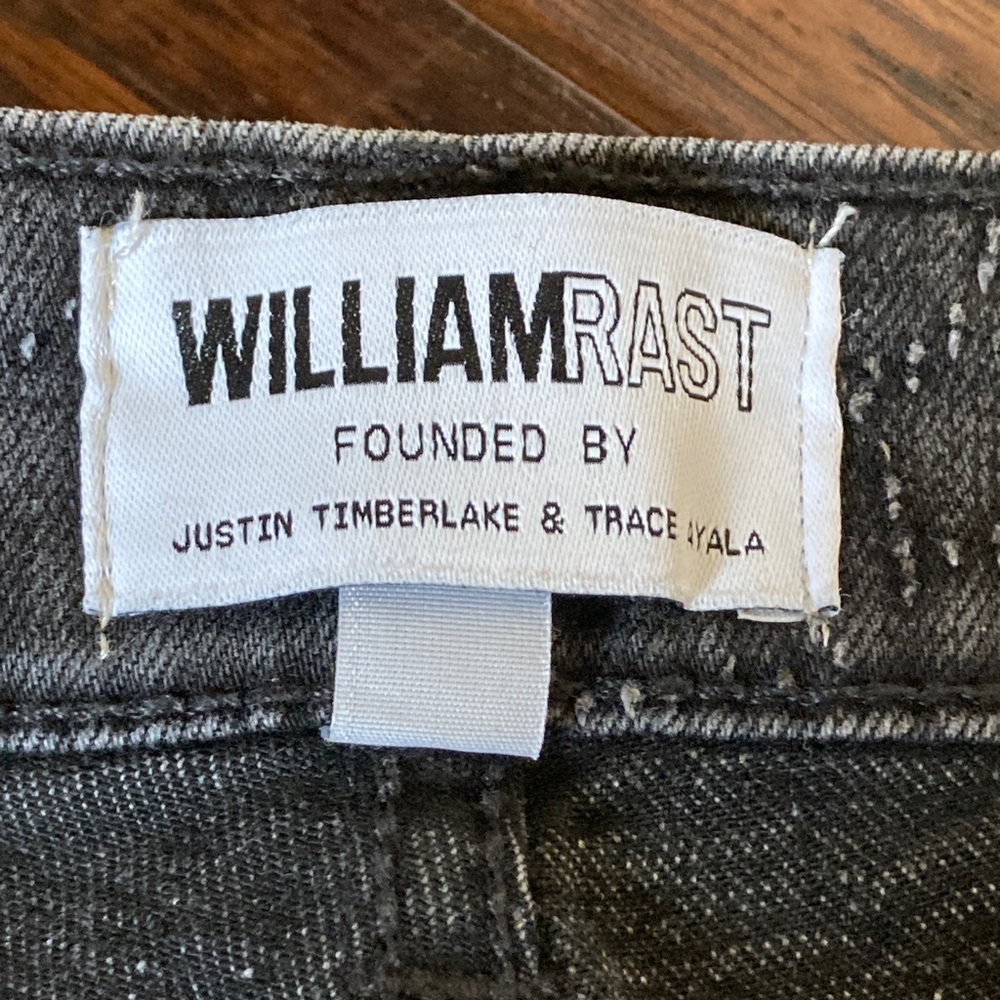 WILLIAMRAST
FOUNDED BY
JUSTIN TIMBERLAKE & TRACE AYALA